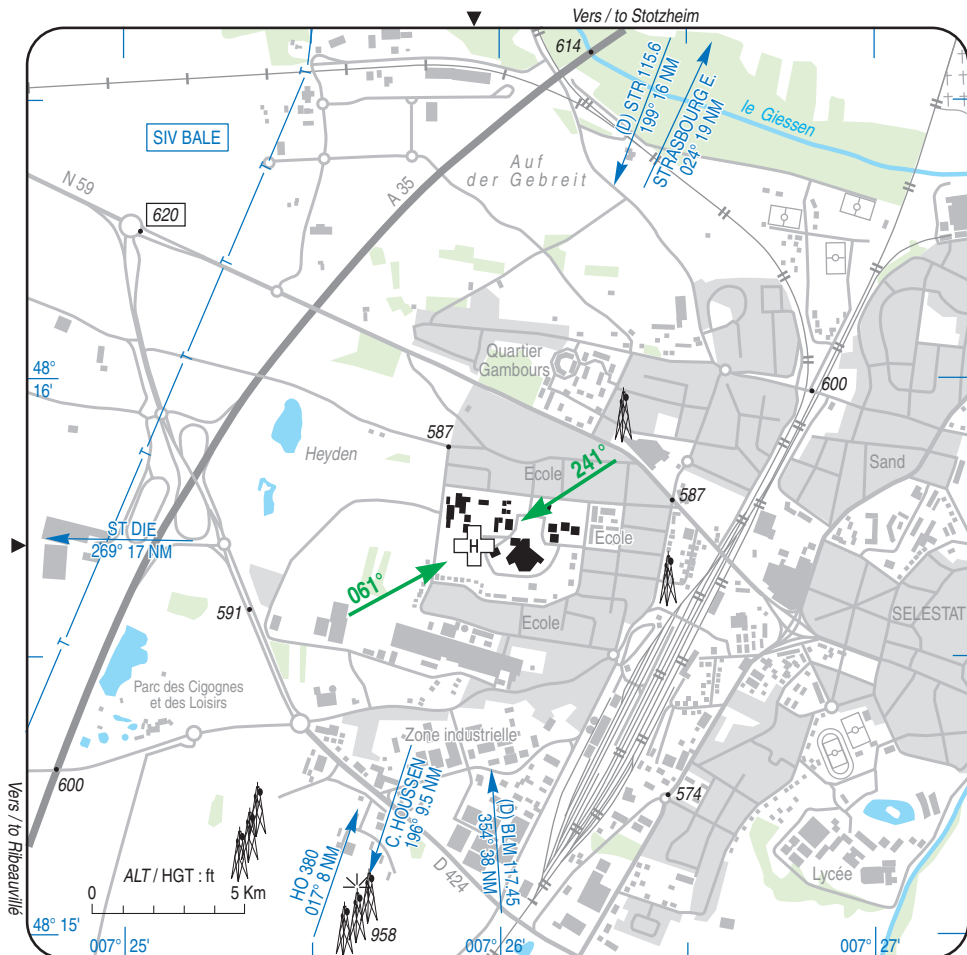 Vers / to Stotzheim
614
(D) STR 115.6
199° 16 NM
STRASBOURG E.
024° 19 NM
le Giessen
SIV BALE
Auf
der Gebreit
N 59
A 35
620
T
T
T
T
T
T
48°
16'
Quartier
Gambours
600
587
Heyden
Ecole
241°
Sand
587
ST DIE
269° 17 NM
H
Ecole
061°
591
Ecole
SELESTAT
Parc des Cigognes
et des Loisirs
Zone industrielle
600
574
Vers / to Ribeauvillé
C. HOUSSEN
196° 9.5 NM
(D) BLM 117.45
354° 38 NM
HO 380
017° 8 NM
D 424
Lycée
ALT / HGT : ft
0
5 Km
958
48° 15'
007° 25'
007° 26'
007° 27'